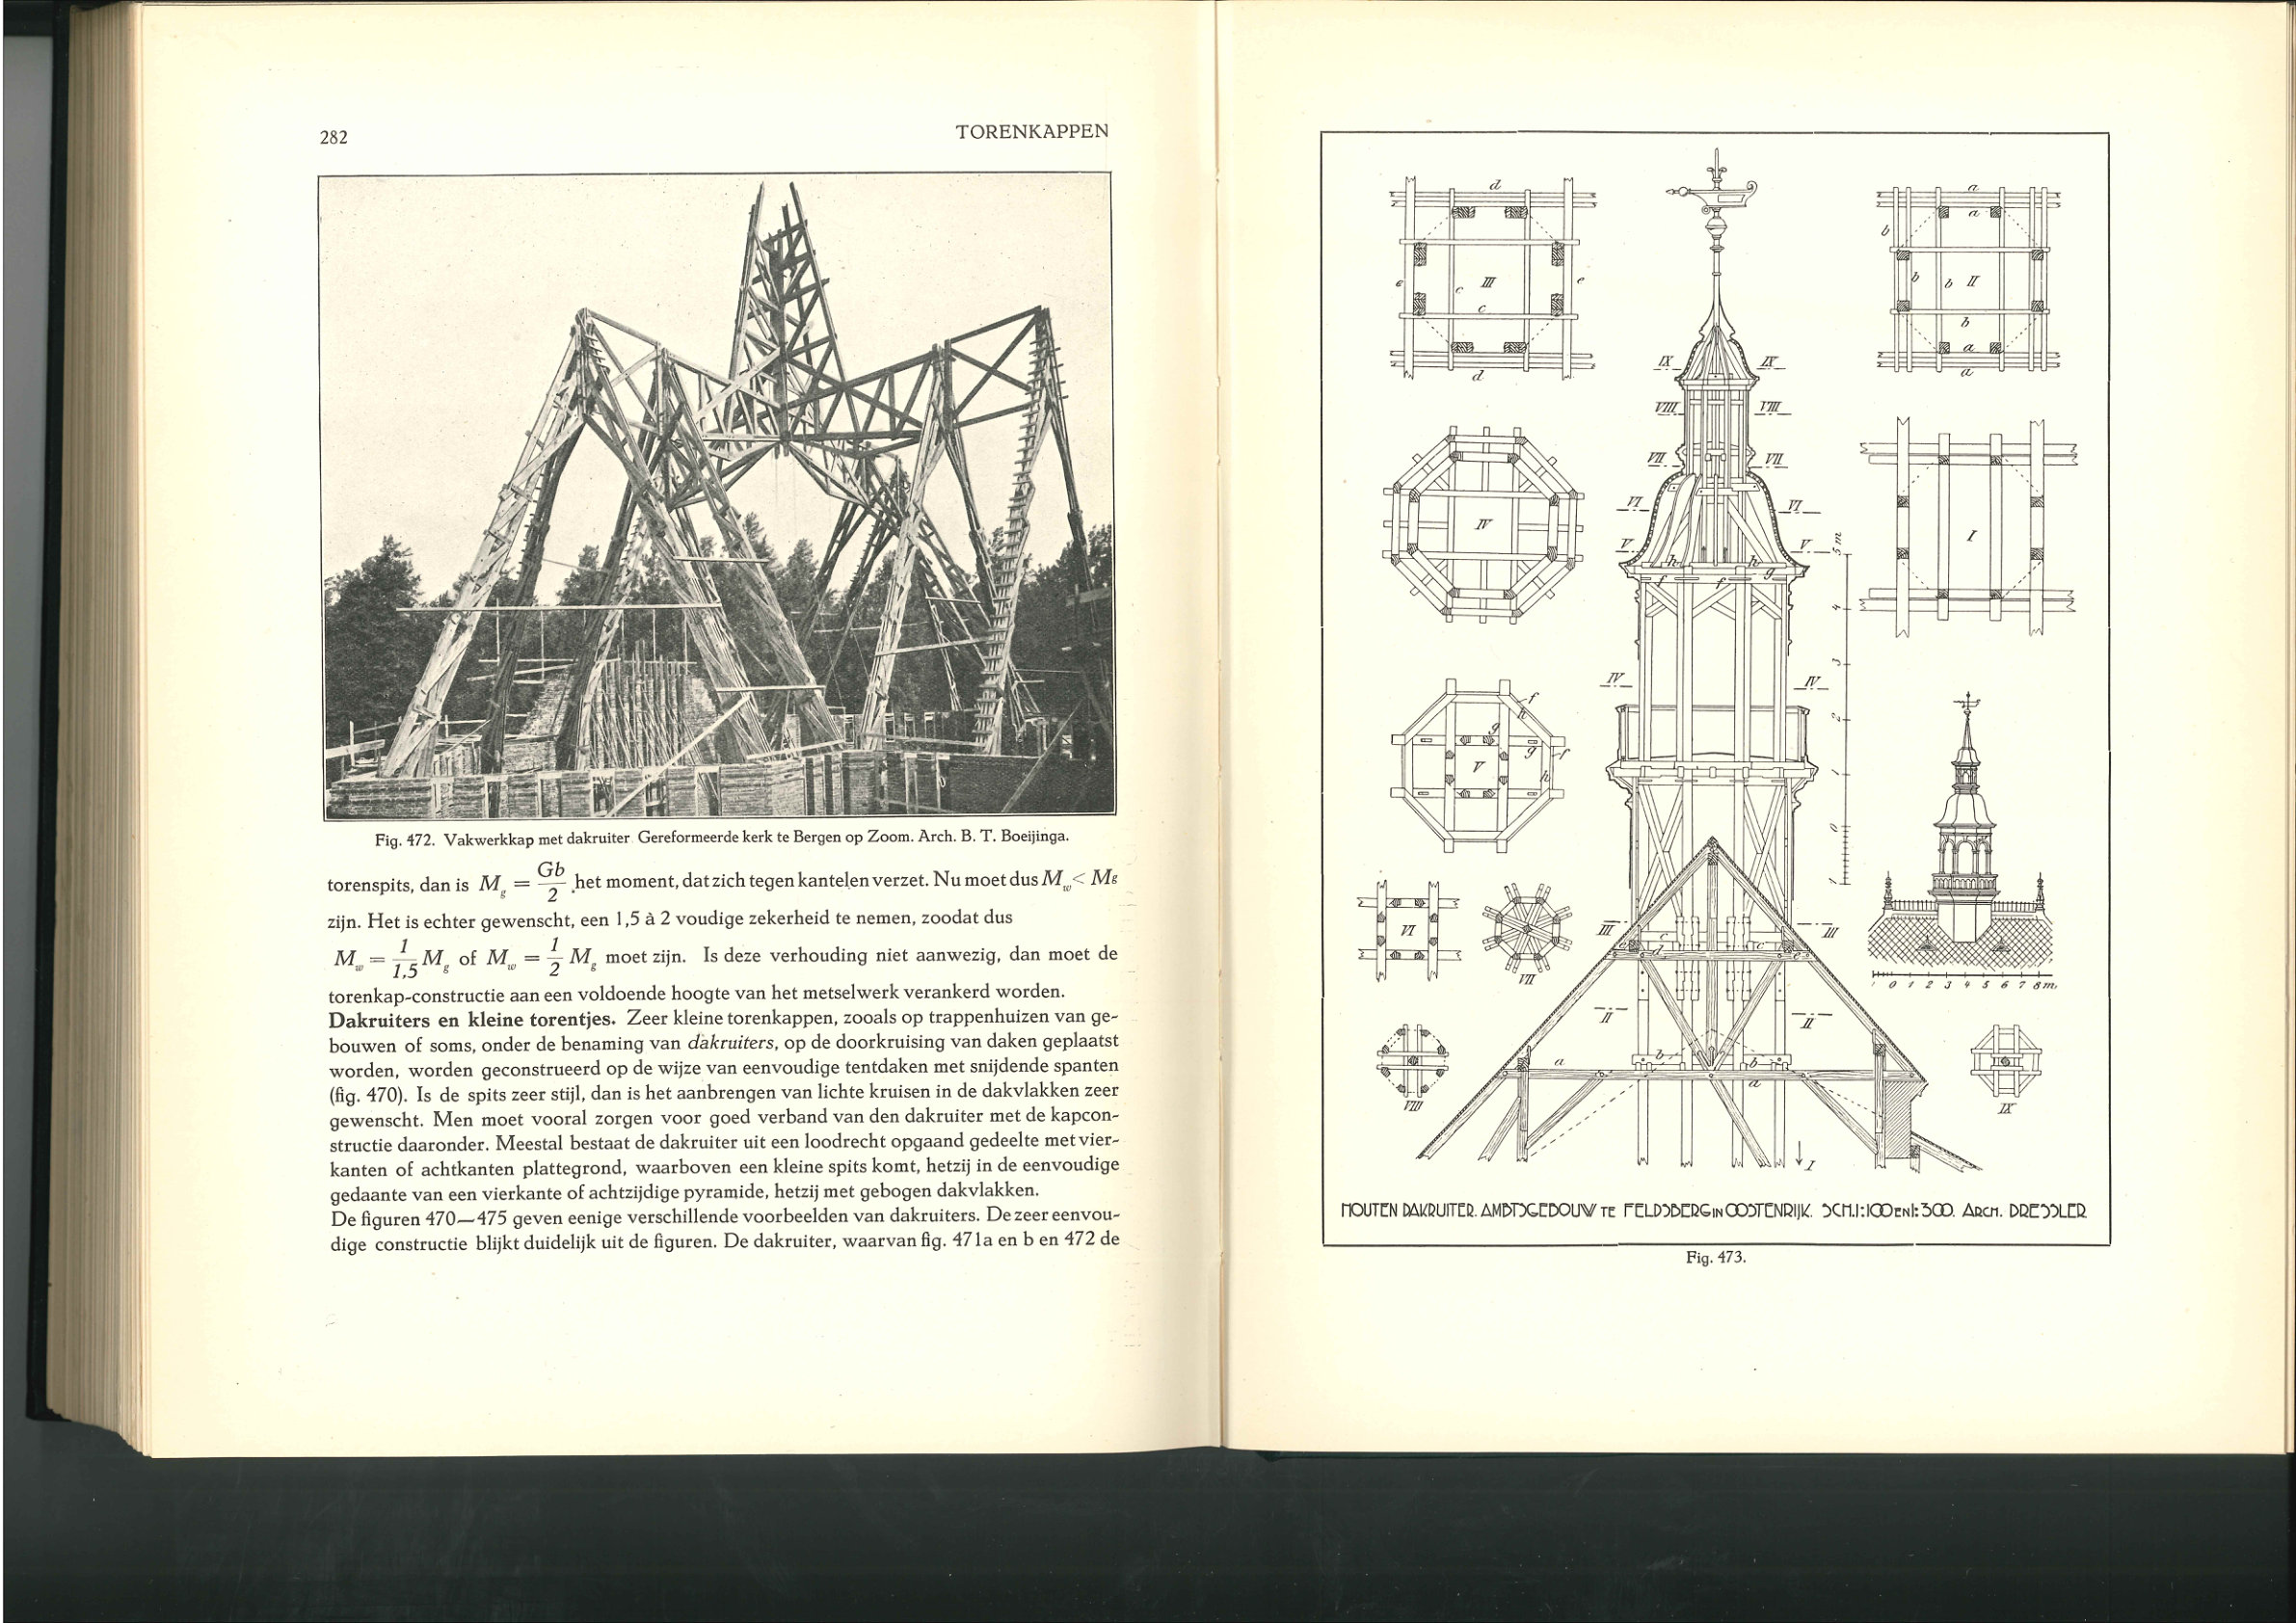 282
TORENKAPPEN
Fig. 472. Vakwerkkap met dakruiter Gereformeerde kerk te Bergen op Zoom. Arch. B. T. Boeijinga.
torenspits, dan is M_g = Gb/2 het moment, dat zich tegen kantelen verzet. Nu moet dus M_w < Mg
zijn. Het is echter gewenscht, een 1,5 à 2 voudige zekerheid te nemen, zoodat dus
M_w = 1/1,5 M_g of M_w = 1/2 M_g moet zijn. Is deze verhouding niet aanwezig, dan moet de
torenkap-constructie aan een voldoende hoogte van het metselwerk verankerd worden.
Dakruiters en kleine torentjes. Zeer kleine torenkappen, zooals op trappenhuizen van ge-
bouwen of soms, onder de benaming van dakruiters, op de doorkruising van daken geplaatst
worden, worden geconstrueerd op de wijze van eenvoudige tentdaken met snijdende spanten
(fig. 470). Is de spits zeer stijl, dan is het aanbrengen van lichte kruisen in de dakvlakken zeer
gewenscht. Men moet vooral zorgen voor goed verband van den dakruiter met de kapcon-
structie daaronder. Meestal bestaat de dakruiter uit een loodrecht opgaand gedeelte met vier-
kanten of achtkanten plattegrond, waarboven een kleine spits komt, hetzij in de eenvoudige
gedaante van een vierkante of achtzijdige pyramide, hetzij met gebogen dakvlakken.
De figuren 470—475 geven eenige verschillende voorbeelden van dakruiters. De zeer eenvou-
dige constructie blijkt duidelijk uit de figuren. De dakruiter, waarvan fig. 471a en b en 472 de
d
e III e
c
c
d
a
a
b
b b II
b
a
a
IX IX
VIII VIII
VII VII
VI VI
V V
h h
f f g
IV
I
5 m
4
3
2
1
0
1
IV IV
f
h
g
g f
V
h
VI
VII
III III
e c c
d e
II II
b b
a
a
I
VIII
IX
1 0 1 2 3 4 5 6 7 8 m.
HOUTEN DAKRUITER. AMBTSGEBOUW TE FELDSBERG IN OOSTENRIJK. SCH. 1:100 EN 1:300. ARCH. DRESSLER
Fig. 473.